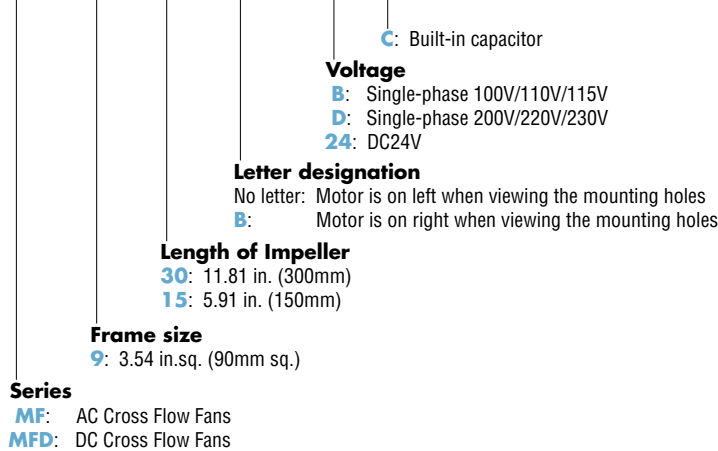 C: Built-in capacitor
Voltage
B: Single-phase 100V/110V/115V
D: Single-phase 200V/220V/230V
24: DC24V
Letter designation
No letter: Motor is on left when viewing the mounting holes
B: Motor is on right when viewing the mounting holes
Length of Impeller
30: 11.81 in. (300mm)
15: 5.91 in. (150mm)
Frame size
9: 3.54 in.sq. (90mm sq.)
Series
MF: AC Cross Flow Fans
MFD: DC Cross Flow Fans